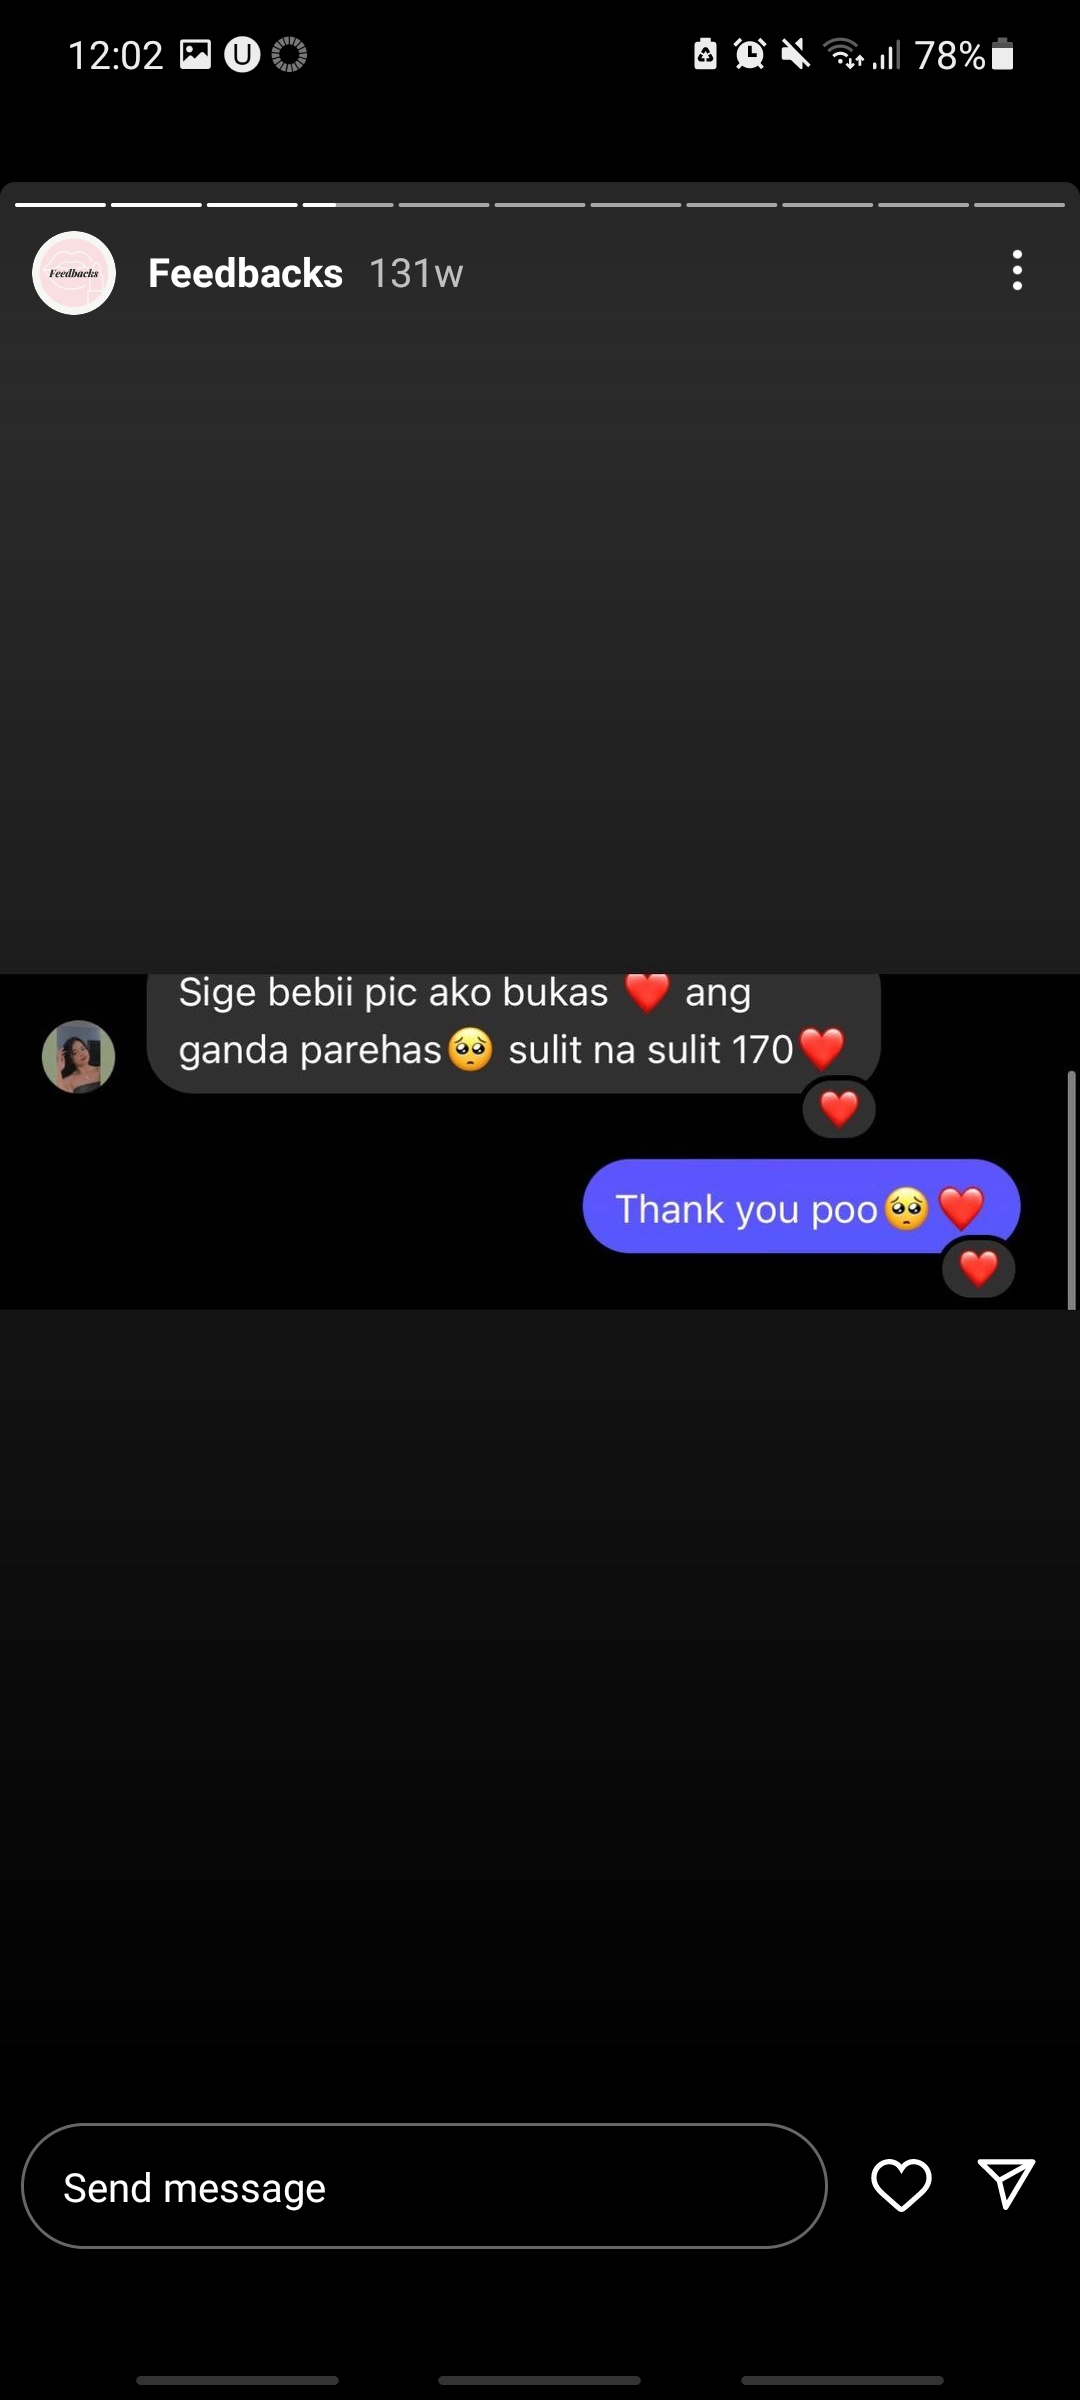 12:02 U 78%
Feedbacks
Feedbacks 131w
Sige bebii pic ako bukas ❤️ ang
ganda parehas🥺 sulit na sulit 170❤️
❤️
Thank you poo🥺❤️
❤️
Send message